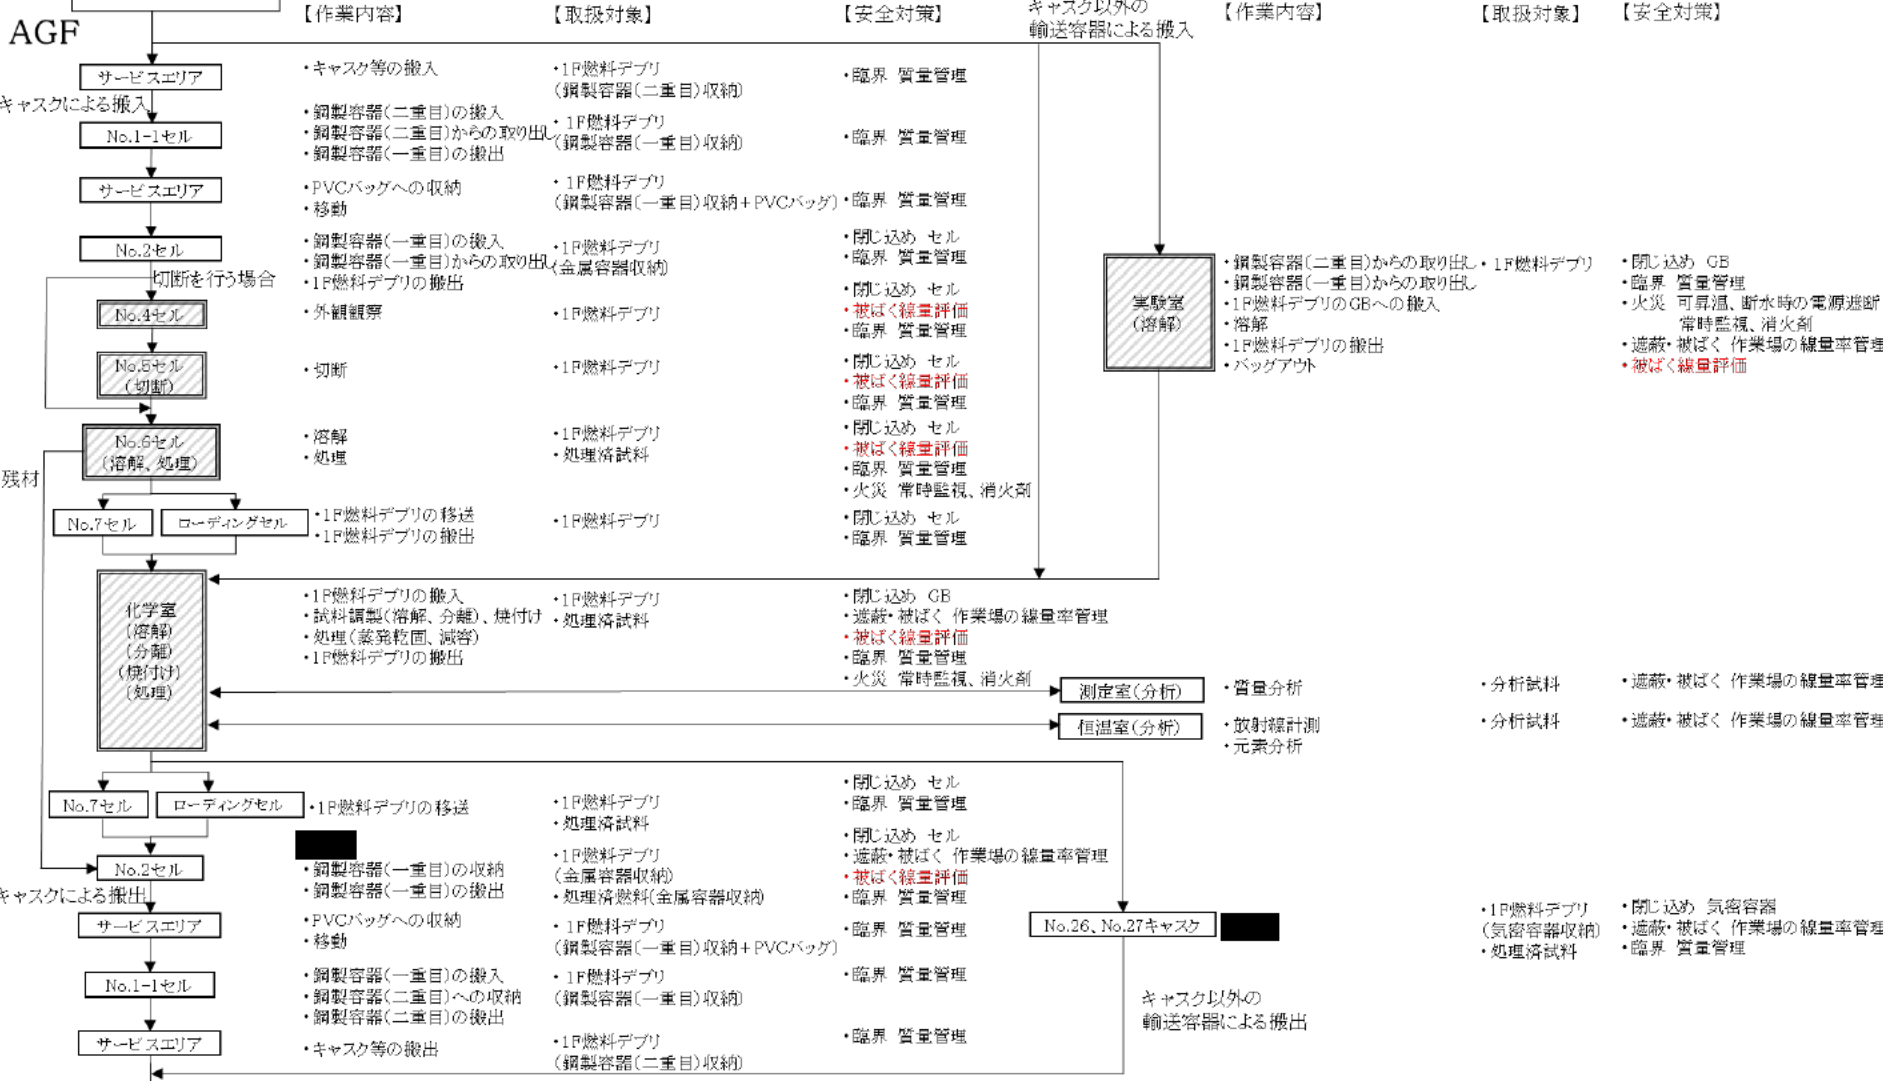 AGF
【作業内容】 【取扱対象】 【安全対策】
キャスク以外の
輸送容器による搬入
【作業内容】 【取扱対象】 【安全対策】
サービスエリア
・キャスク等の搬入
・1F燃料デブリ
(鋼製容器(二重目)収納)
・臨界 質量管理
キャスクによる搬入
No.1-1セル
・鋼製容器(二重目)の搬入
・鋼製容器(二重目)からの取り出し
・鋼製容器(一重目)の搬出
・1F燃料デブリ
(鋼製容器(一重目)収納)
・臨界 質量管理
サービスエリア
・PVCバッグへの収納
・移動
・1F燃料デブリ
(鋼製容器(一重目)収納+PVCバッグ)
・臨界 質量管理
No.2セル
・鋼製容器(一重目)の搬入
・鋼製容器(一重目)からの取り出し
・1F燃料デブリの搬出
・1F燃料デブリ
(金属容器収納)
・閉じ込め セル
・臨界 質量管理
切断を行う場合
No.4セル
・外観観察
・1F燃料デブリ
・閉じ込め セル
・被ばく線量評価
・臨界 質量管理
No.5セル
(切断)
・切断
・1F燃料デブリ
・閉じ込め セル
・被ばく線量評価
・臨界 質量管理
No.6セル
(溶解、処理)
・溶解
・処理
・1F燃料デブリ
・処理済試料
・閉じ込め セル
・被ばく線量評価
・臨界 質量管理
・火災 常時監視、消火剤
残材
No.7セル
ローディングセル
・1F燃料デブリの移送
・1F燃料デブリの搬出
・1F燃料デブリ
・閉じ込め セル
・臨界 質量管理
実験室
(溶解)
・鋼製容器(二重目)からの取り出し
・鋼製容器(一重目)からの取り出し
・1F燃料デブリのGBへの搬入
・溶解
・1F燃料デブリの搬出
・バッグアウト
・1F燃料デブリ
・閉じ込め GB
・臨界 質量管理
・火災 可昇温、断水時の電源遮断
常時監視、消火剤
・遮蔽・被ばく 作業場の線量率管理
・被ばく線量評価
化学室
(溶解)
(分離)
(焼付け)
(処理)
・1F燃料デブリの搬入
・試料調製(溶解、分離)、焼付け
・処理(蒸発乾固、減容)
・1F燃料デブリの搬出
・1F燃料デブリ
・処理済試料
・閉じ込め GB
・遮蔽・被ばく 作業場の線量率管理
・被ばく線量評価
・臨界 質量管理
・火災 常時監視、消火剤
測定室(分析)
・質量分析
・分析試料
・遮蔽・被ばく 作業場の線量率管理
恒温室(分析)
・放射線計測
・元素分析
・分析試料
・遮蔽・被ばく 作業場の線量率管理
No.7セル
ローディングセル
・1F燃料デブリの移送
・1F燃料デブリ
・処理済試料
・閉じ込め セル
・臨界 質量管理
No.2セル
・鋼製容器(一重目)の収納
・鋼製容器(一重目)の搬出
・1F燃料デブリ
(金属容器収納)
・処理済燃料(金属容器収納)
・閉じ込め セル
・遮蔽・被ばく 作業場の線量率管理
・被ばく線量評価
・臨界 質量管理
キャスクによる搬出
サービスエリア
・PVCバッグへの収納
・移動
・1F燃料デブリ
(鋼製容器(一重目)収納+PVCバッグ)
・臨界 質量管理
No.26、No.27キャスク
・1F燃料デブリ
(気密容器収納)
・処理済試料
・閉じ込め 気密容器
・遮蔽・被ばく 作業場の線量率管理
・臨界 質量管理
No.1-1セル
・鋼製容器(一重目)の搬入
・鋼製容器(二重目)への収納
・鋼製容器(二重目)の搬出
・1F燃料デブリ
(鋼製容器(一重目)収納)
・臨界 質量管理
キャスク以外の
輸送容器による搬出
サービスエリア
・キャスク等の搬出
・1F燃料デブリ
(鋼製容器(二重目)収納)
・臨界 質量管理